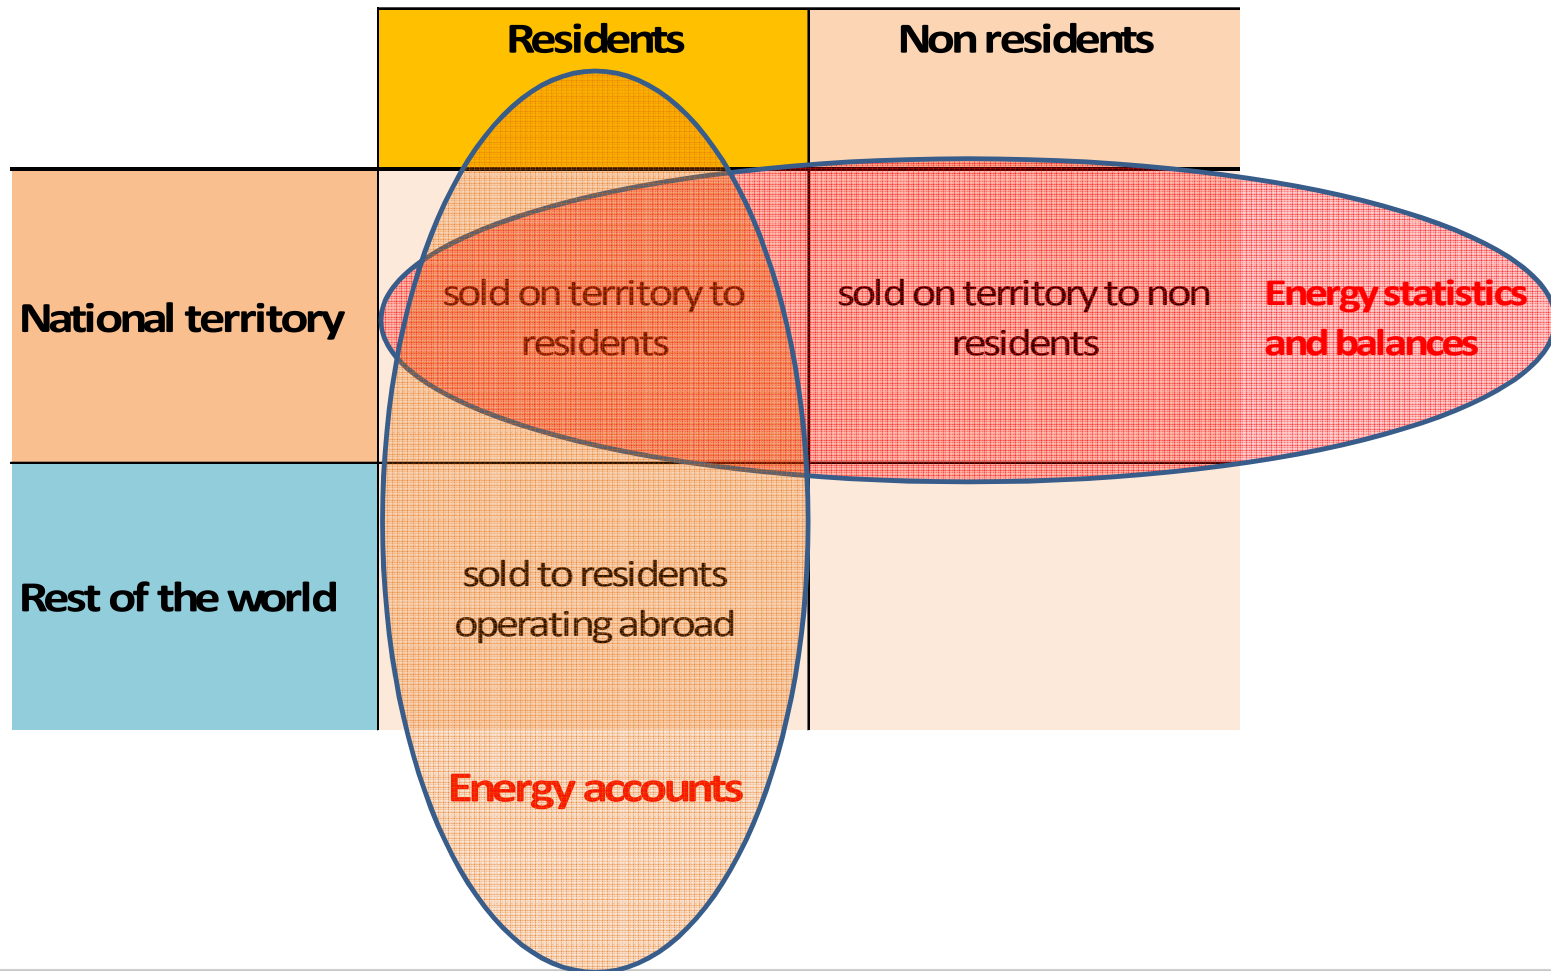 Residents
Non residents
National territory
sold on territory to
residents
sold on territory to non
residents
Energy statistics
and balances
Rest of the world
sold to residents
operating abroad
Energy accounts